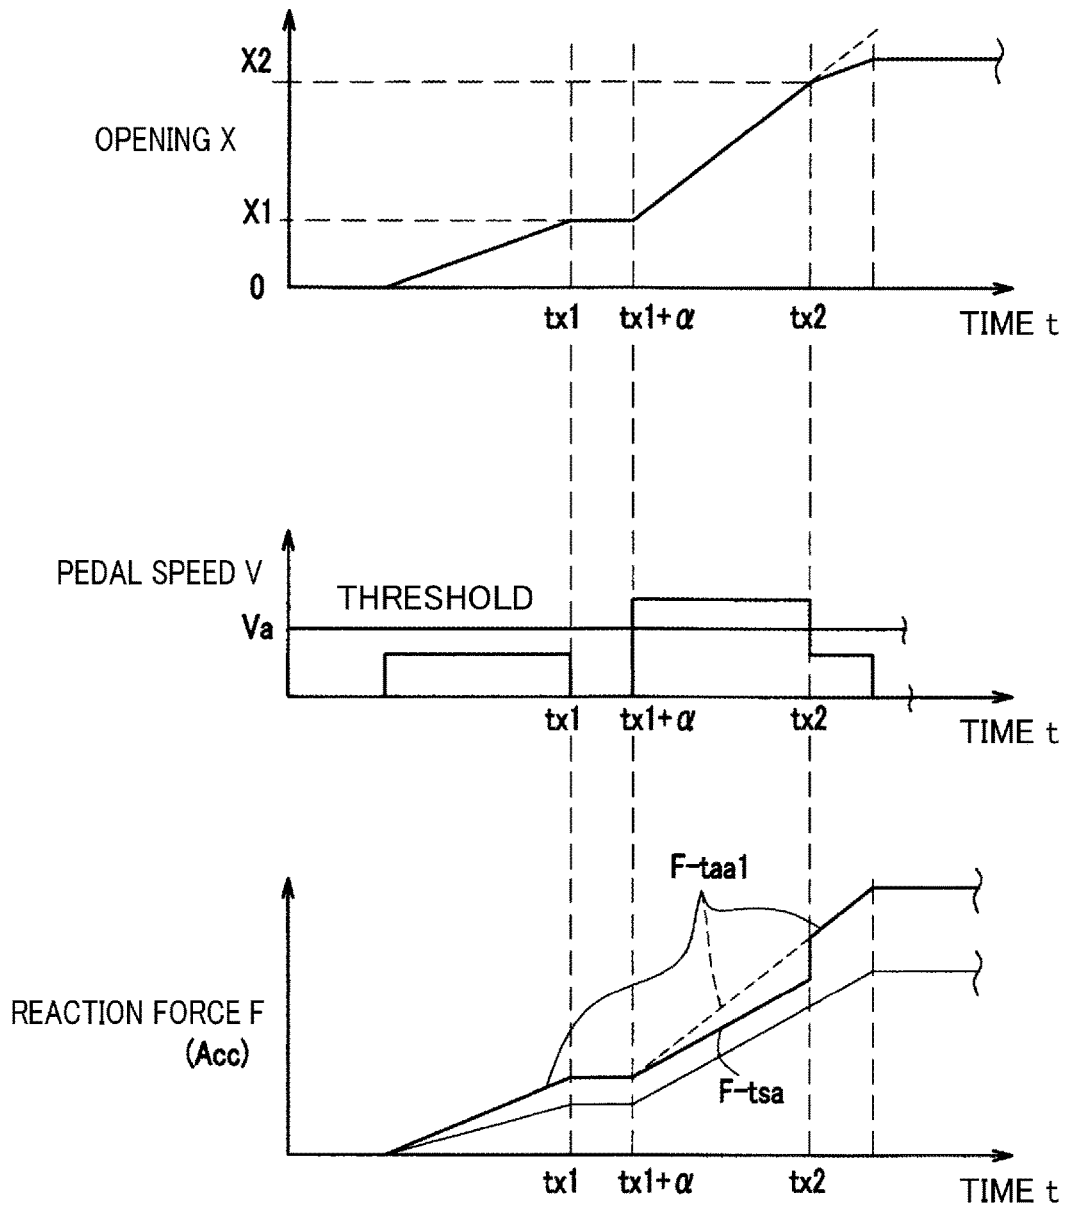 X2
OPENING X
X1
0
tx1 tx1+α tx2
TIME t
PEDAL SPEED V
THRESHOLD
Va
tx1 tx1+α tx2
TIME t
F-taa1
REACTION FORCE F
(Acc)
F-tsa
tx1 tx1+α tx2
TIME t